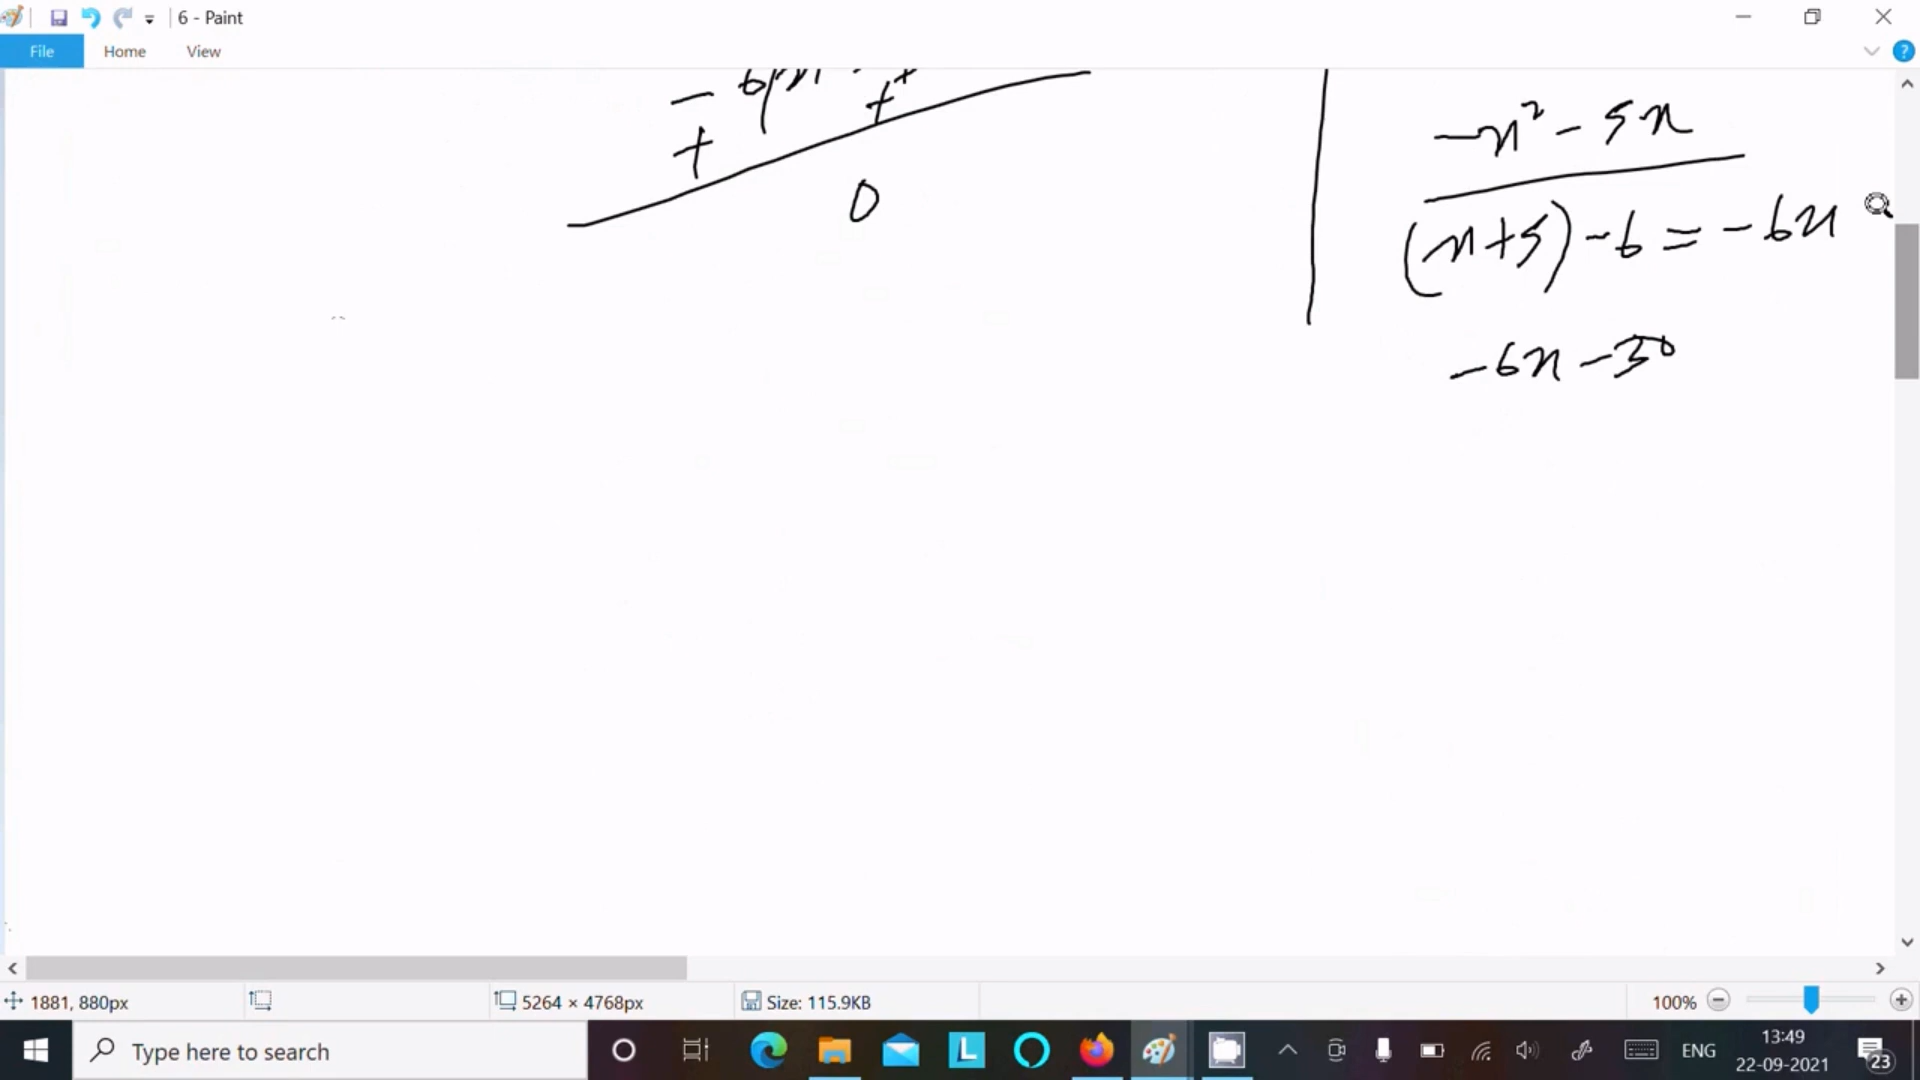 6 - Paint
File Home View
+
+
0
-x² - 5x
(x+5) -6 = -6x
-6x -30
1881, 880px
5264 × 4768px
Size: 115.9KB
100%
Type here to search
L
ENG
13:49
22-09-2021
23